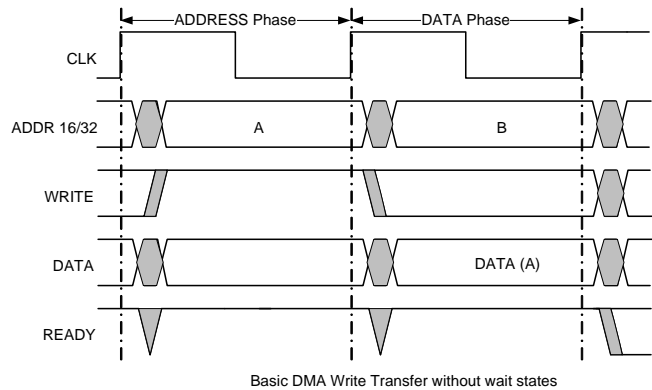 ADDRESS Phase DATA Phase
CLK
ADDR 16/32 A B
WRITE
DATA DATA (A)
READY
Basic DMA Write Transfer without wait states